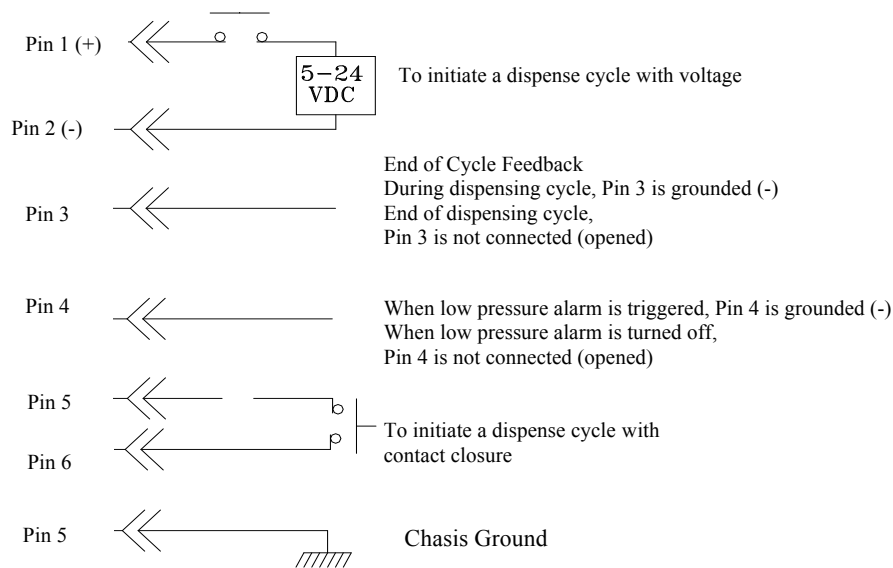 Pin 1 (+)
5-24
VDC
To initiate a dispense cycle with voltage
Pin 2 (-)
End of Cycle Feedback
During dispensing cycle, Pin 3 is grounded (-)
End of dispensing cycle,
Pin 3 is not connected (opened)
Pin 3
Pin 4
When low pressure alarm is triggered, Pin 4 is grounded (-)
When low pressure alarm is turned off,
Pin 4 is not connected (opened)
Pin 5
To initiate a dispense cycle with
contact closure
Pin 6
Pin 5
Chasis Ground